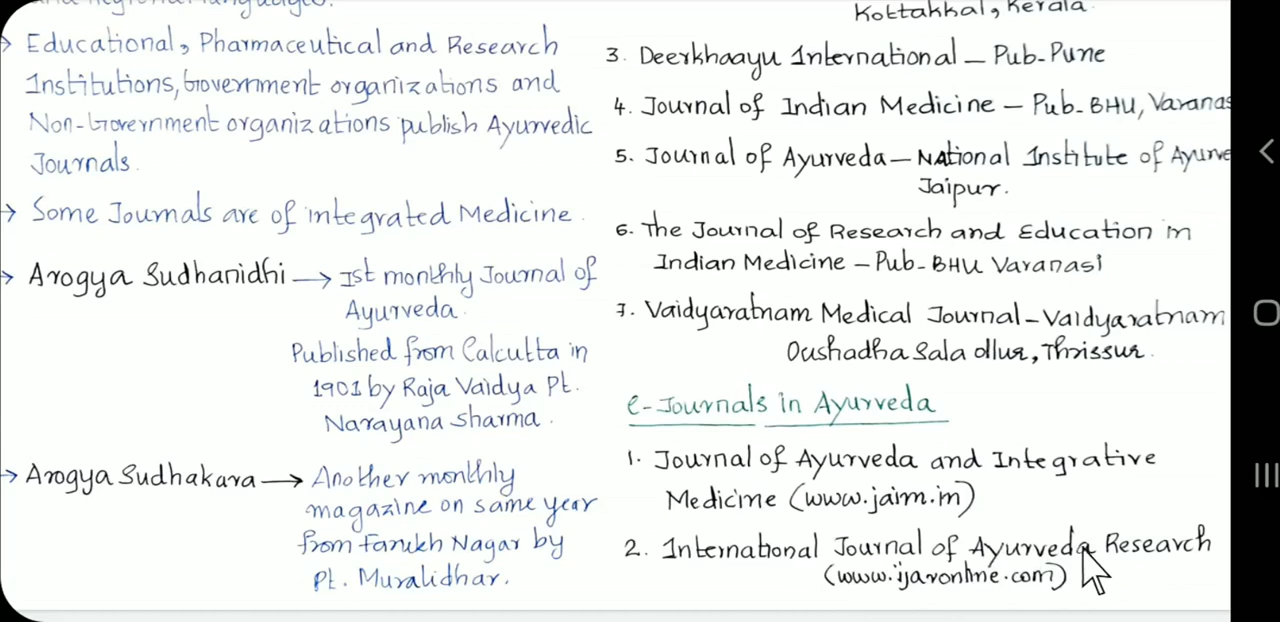 Educational, Pharmaceutical and Research
Institutions, Government organizations and
Non-Government organizations publish Ayurvedic
Journals.
→ Some Journals are of integrated Medicine.
→ Arogya Sudhanidhi → Ist monthly Journal of
Ayurveda.
Published from Calcutta in
1901 by Raja Vaidya Pt.
Narayana Sharma.
→ Arogya Sudhakara → Another monthly
magazine on same year
from Farukh Nagar by
Pt. Muralidhar.
Kottakkal, Kerala.
3. Deerkhaayu International – Pub-Pune
4. Journal of Indian Medicine – Pub-BHU, Varanas
5. Journal of Ayurveda – National Institute of Ayurve
Jaipur.
6. The Journal of Research and Education in
Indian Medicine – Pub-BHU Varanasi
7. Vaidyaratnam Medical Journal – Vaidyaratnam
Oushadha Sala Ollur, Thrissur.
e-Journals in Ayurveda
1. Journal of Ayurveda and Integrative
Medicine (www.jaim.in)
2. International Journal of Ayurveda Research
(www.ijaronline.com)